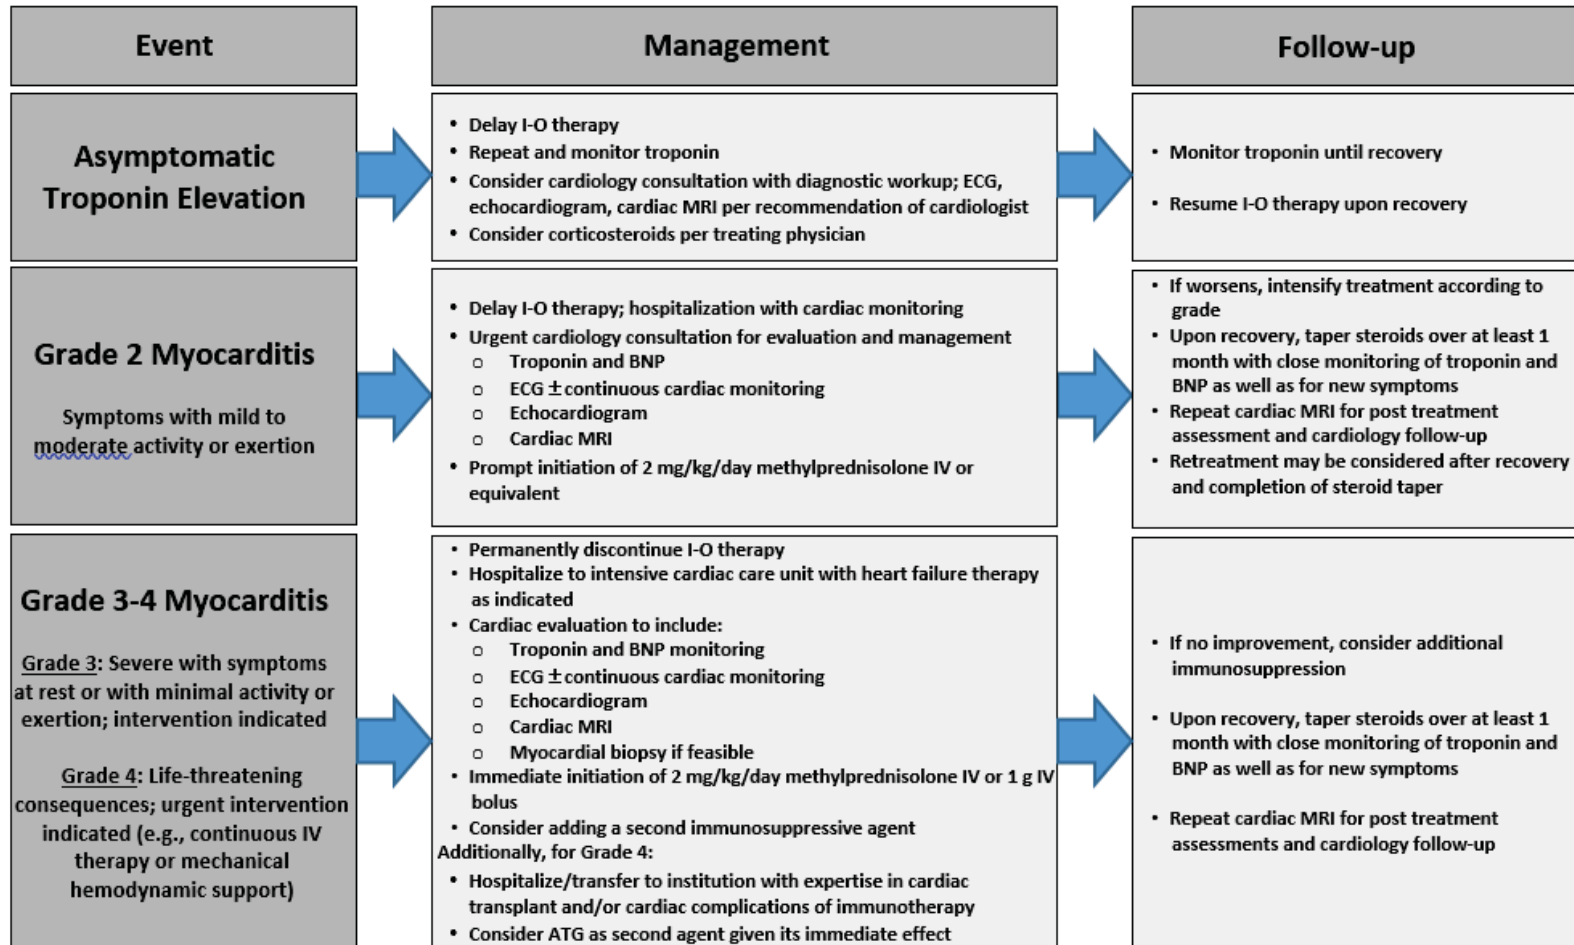 Event
Management
Follow-up
Asymptomatic
Troponin Elevation
• Delay I-O therapy
• Repeat and monitor troponin
• Consider cardiology consultation with diagnostic workup; ECG,
echocardiogram, cardiac MRI per recommendation of cardiologist
• Consider corticosteroids per treating physician
• Monitor troponin until recovery
• Resume I-O therapy upon recovery
Grade 2 Myocarditis
Symptoms with mild to
moderate activity or exertion
• Delay I-O therapy; hospitalization with cardiac monitoring
• Urgent cardiology consultation for evaluation and management
o Troponin and BNP
o ECG ± continuous cardiac monitoring
o Echocardiogram
o Cardiac MRI
• Prompt initiation of 2 mg/kg/day methylprednisolone IV or
equivalent
• If worsens, intensify treatment according to
grade
• Upon recovery, taper steroids over at least 1
month with close monitoring of troponin and
BNP as well as for new symptoms
• Repeat cardiac MRI for post treatment
assessment and cardiology follow-up
• Retreatment may be considered after recovery
and completion of steroid taper
Grade 3-4 Myocarditis
Grade 3: Severe with symptoms
at rest or with minimal activity or
exertion; intervention indicated
Grade 4: Life-threatening
consequences; urgent intervention
indicated (e.g., continuous IV
therapy or mechanical
hemodynamic support)
• Permanently discontinue I-O therapy
• Hospitalize to intensive cardiac care unit with heart failure therapy
as indicated
• Cardiac evaluation to include:
o Troponin and BNP monitoring
o ECG ± continuous cardiac monitoring
o Echocardiogram
o Cardiac MRI
o Myocardial biopsy if feasible
• Immediate initiation of 2 mg/kg/day methylprednisolone IV or 1 g IV
bolus
• Consider adding a second immunosuppressive agent
Additionally, for Grade 4:
• Hospitalize/transfer to institution with expertise in cardiac
transplant and/or cardiac complications of immunotherapy
• Consider ATG as second agent given its immediate effect
• If no improvement, consider additional
immunosuppression
• Upon recovery, taper steroids over at least 1
month with close monitoring of troponin and
BNP as well as for new symptoms
• Repeat cardiac MRI for post treatment
assessments and cardiology follow-up